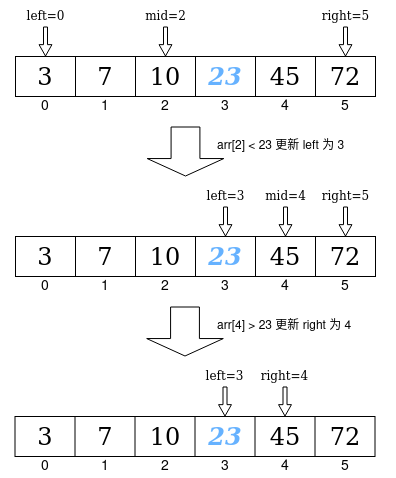 left=0 mid=2 right=5
3 7 10 23 45 72
0 1 2 3 4 5
arr[2] < 23 更新 left 为 3
left=3 mid=4 right=5
3 7 10 23 45 72
0 1 2 3 4 5
arr[4] > 23 更新 right 为 4
left=3 right=4
3 7 10 23 45 72
0 1 2 3 4 5